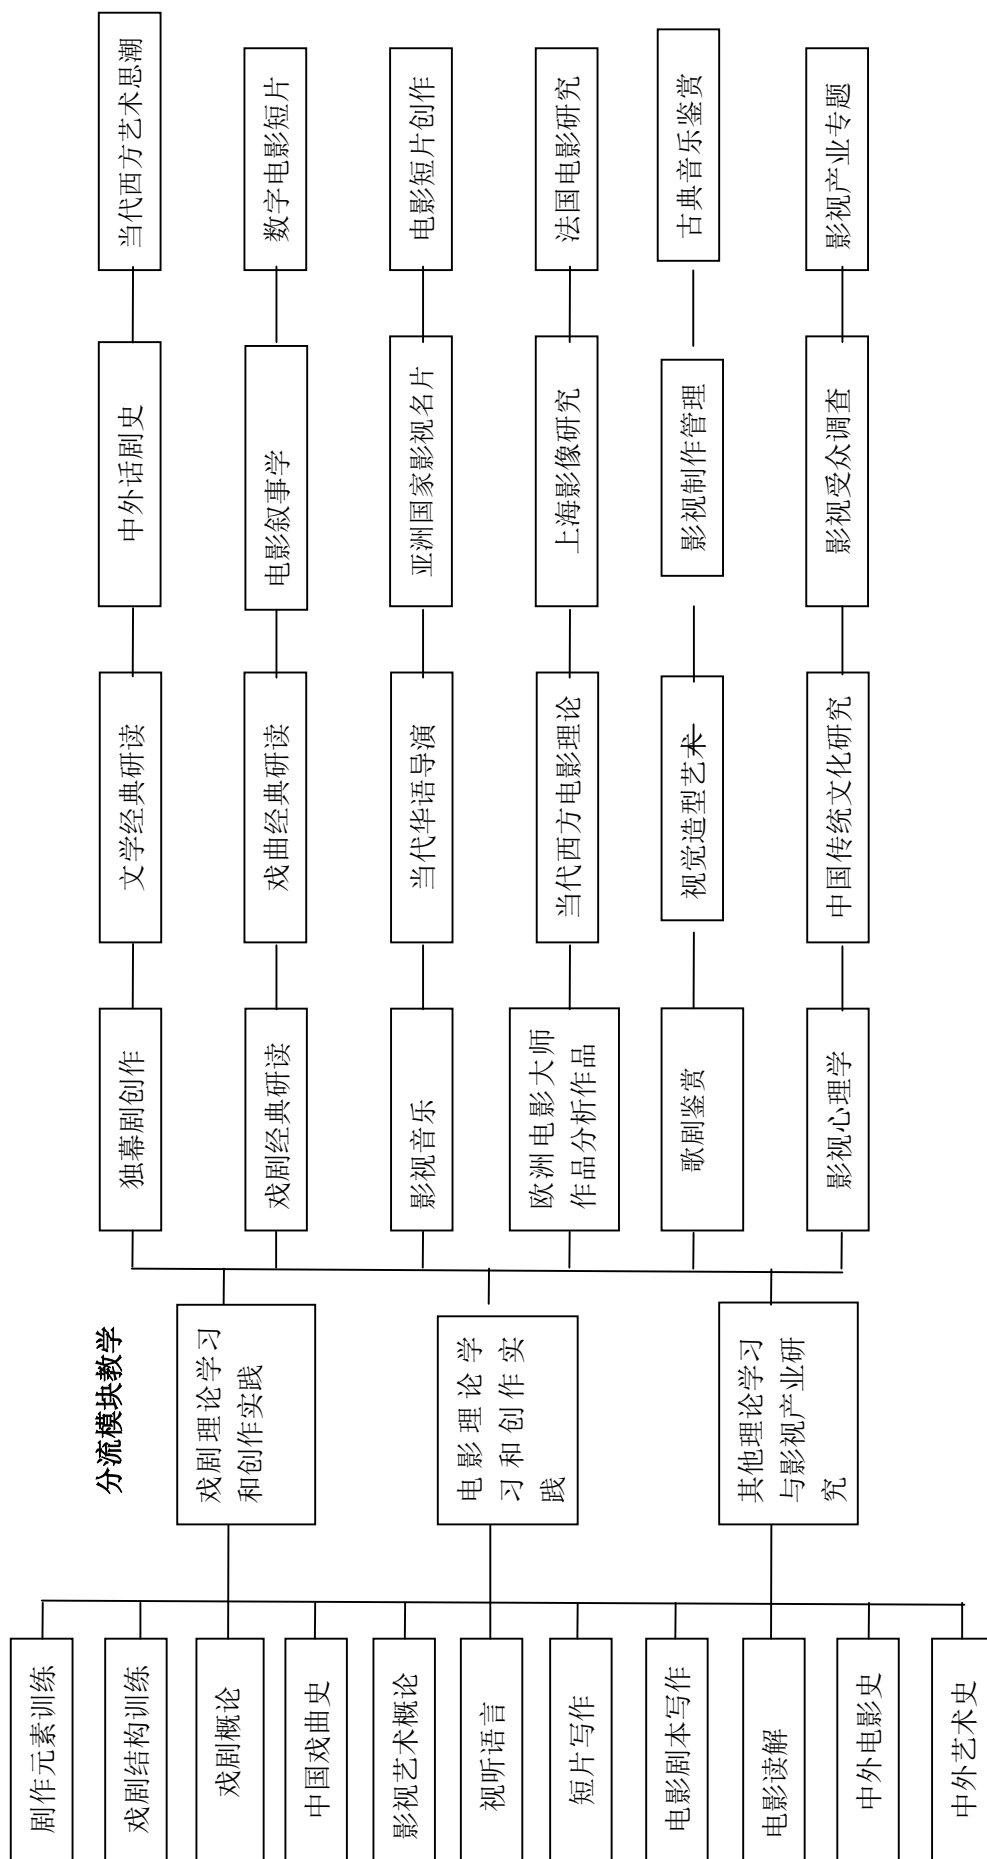 剧作元素训练
戏剧结构训练
戏剧概论
中国戏曲史
影视艺术概论
视听语言
短片写作
电影剧本写作
电影读解
中外电影史
中外艺术史
分流模块教学
戏剧理论学习
和创作实践
电影理论学
习和创作实
践
其他理论学习
与影视产业研
究
独幕剧创作
文学经典研读
中外话剧史
当代西方艺术思潮
戏剧经典研读
戏曲经典研读
电影叙事学
数字电影短片
影视音乐
当代华语导演
亚洲国家影视名片
电影短片创作
欧洲电影大师
作品分析作品
当代西方电影理论
上海影像研究
法国电影研究
歌剧鉴赏
视觉造型艺术
影视制作管理
古典音乐鉴赏
影视心理学
中国传统文化研究
影视受众调查
影视产业专题